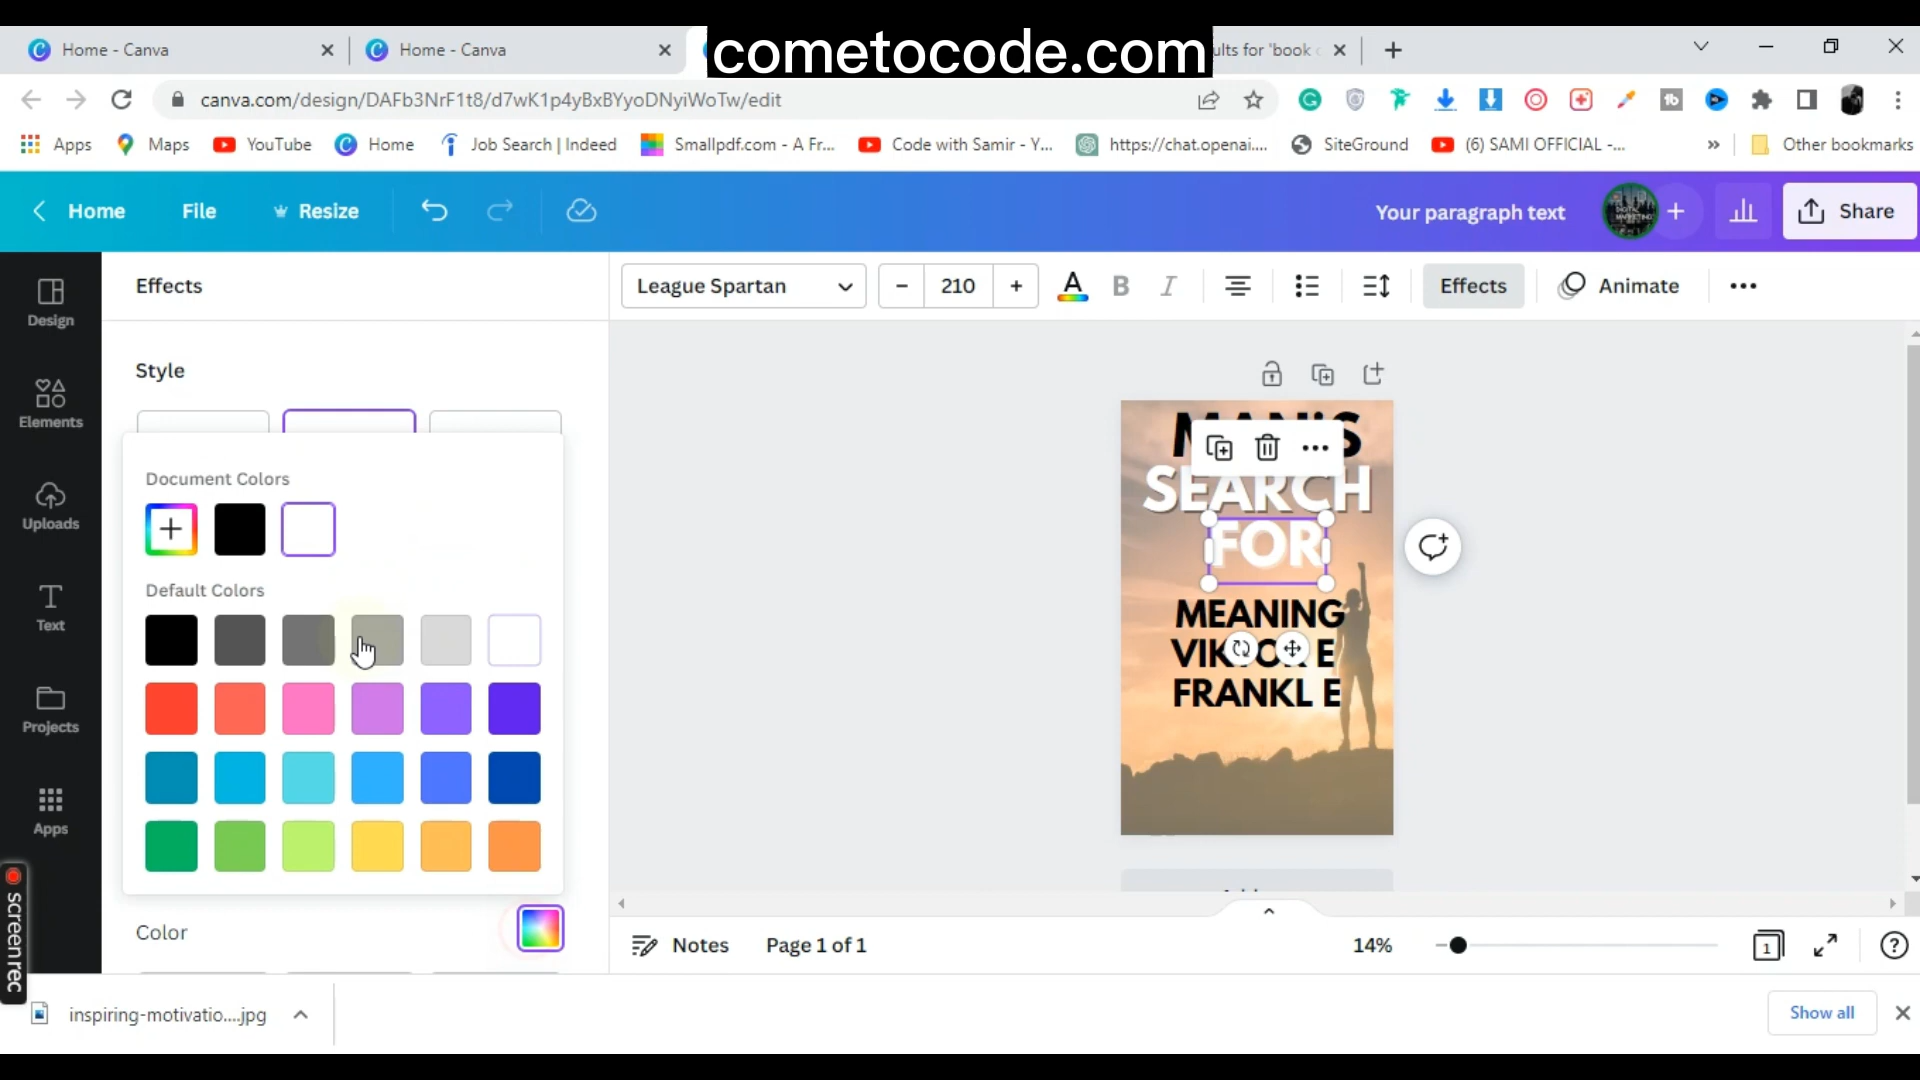 cometocode.com
Home - Canva
Home - Canva
ults for 'book
canva.com/design/DAFb3NrF1t8/d7wK1p4yBxBYyoDNyiWoTw/edit
Apps
Maps
YouTube
Home
Job Search | Indeed
Smallpdf.com - A Fr...
Code with Samir - Y...
https://chat.openai....
SiteGround
(6) SAMI OFFICIAL -...
»
Other bookmarks
Home
File
Resize
Your paragraph text
Share
Design
Elements
Uploads
Text
Projects
Apps
Effects
League Spartan
- 210 +
A
B
I
Effects
Animate
Style
Document Colors
Default Colors
Color
MAN'S
SEARCH
FOR
MEANING
FRANKL E
Notes
Page 1 of 1
14%
1
?
screenrec
inspiring-motivatio....jpg
Show all